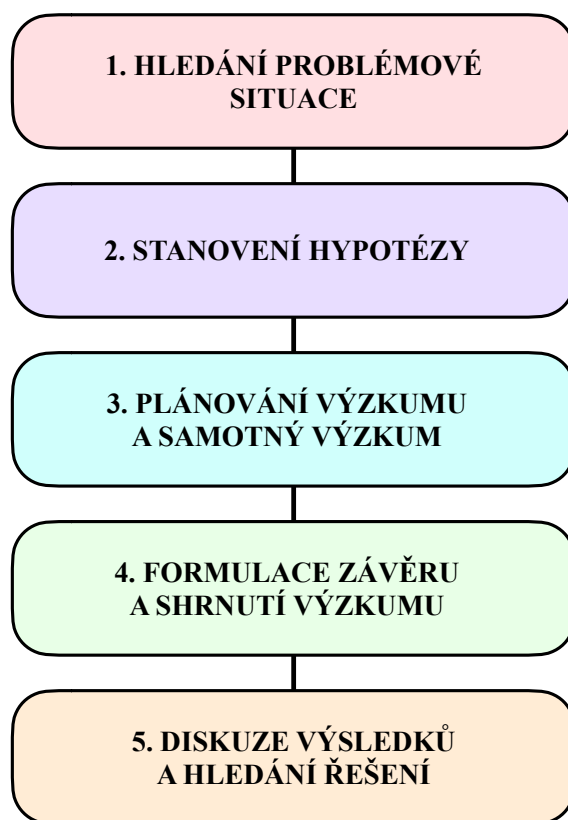 1. HLEDÁNÍ PROBLÉMOVÉ
SITUACE
2. STANOVENÍ HYPOTÉZY
3. PLÁNOVÁNÍ VÝZKUMU
A SAMOTNÝ VÝZKUM
4. FORMULACE ZÁVĚRU
A SHRNUTÍ VÝZKUMU
5. DISKUZE VÝSLEDKŮ
A HLEDÁNÍ ŘEŠENÍ